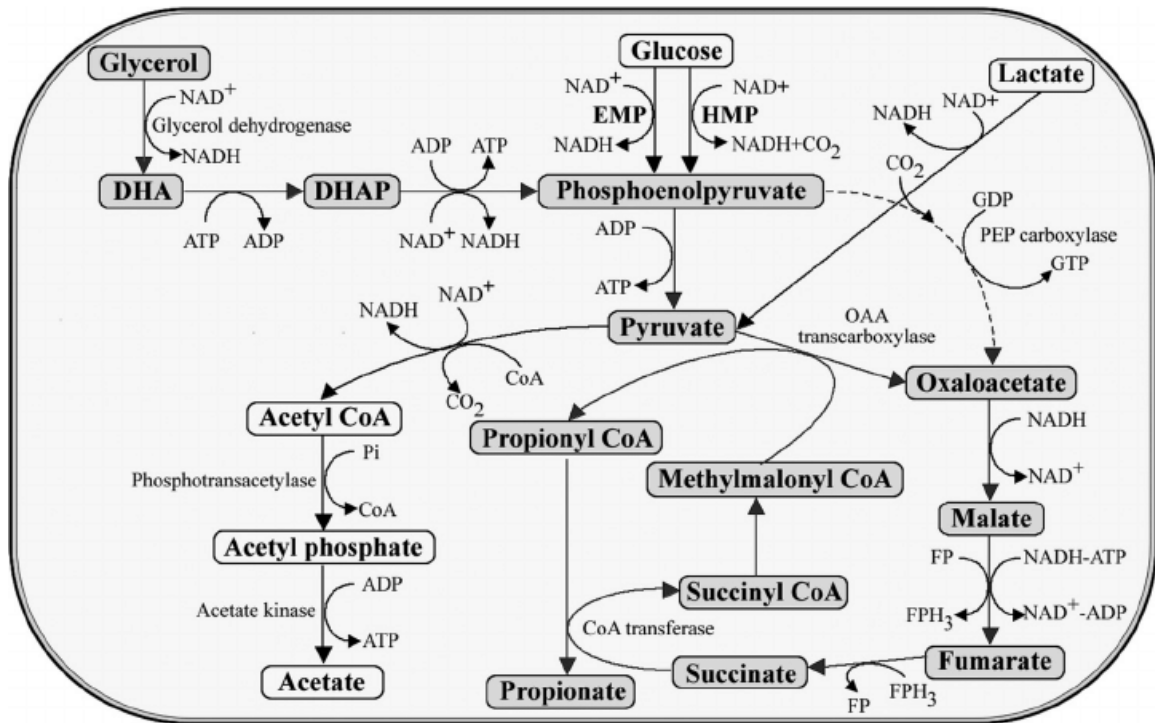 Glycerol
Glucose
Lactate
NAD+
Glycerol dehydrogenase
NADH
NAD+
EMP
NADH
NAD+
HMP
NADH+CO2
NADH
NAD+
CO2
DHA
ATP
ADP
DHAP
ADP
ATP
NAD+
NADH
Phosphoenolpyruvate
GDP
PEP carboxylase
GTP
ADP
ATP
NADH
NAD+
CO2
CoA
Pyruvate
OAA
transcarboxylase
Oxaloacetate
Acetyl CoA
Propionyl CoA
NADH
NAD+
Pi
Phosphotransacetylase
CoA
Methylmalonyl CoA
Malate
Acetyl phosphate
FP
NADH-ATP
FPH3
NAD+-ADP
ADP
Acetate kinase
ATP
Succinyl CoA
CoA transferase
Acetate
Propionate
Succinate
Fumarate
FP
FPH3